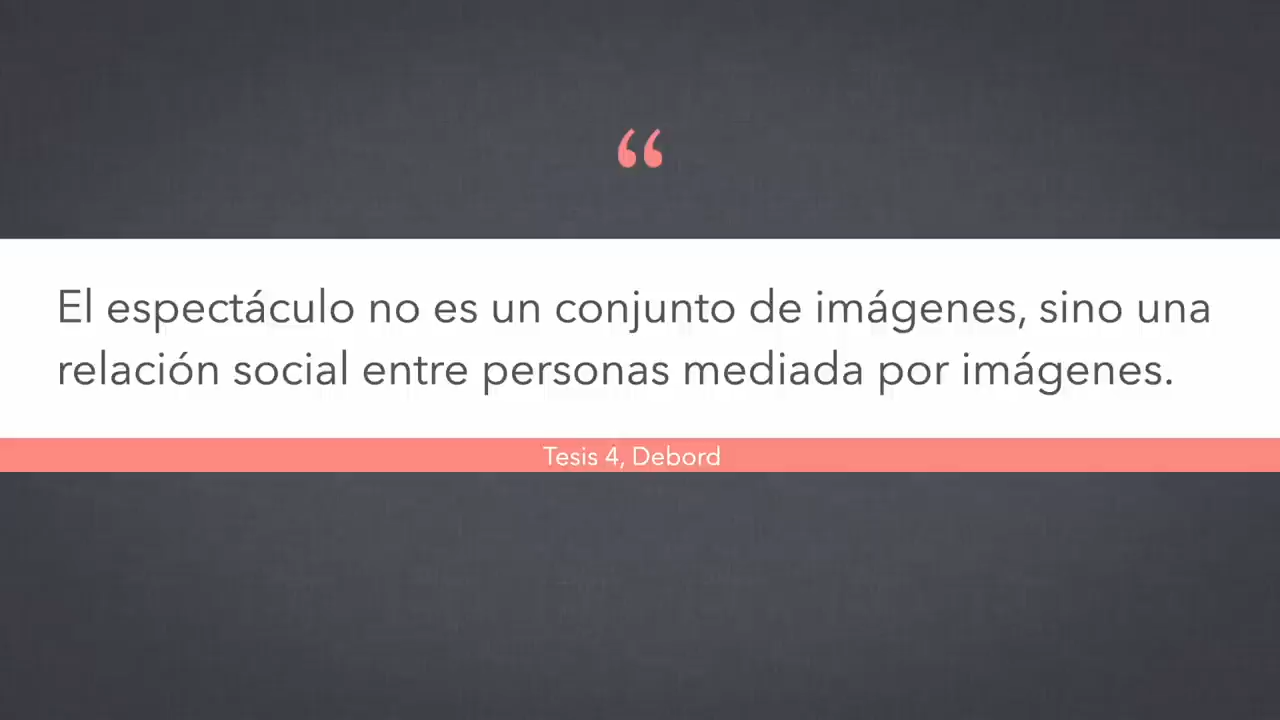 “
El espectáculo no es un conjunto de imágenes, sino una
relación social entre personas mediada por imágenes.
Tesis 4, Debord